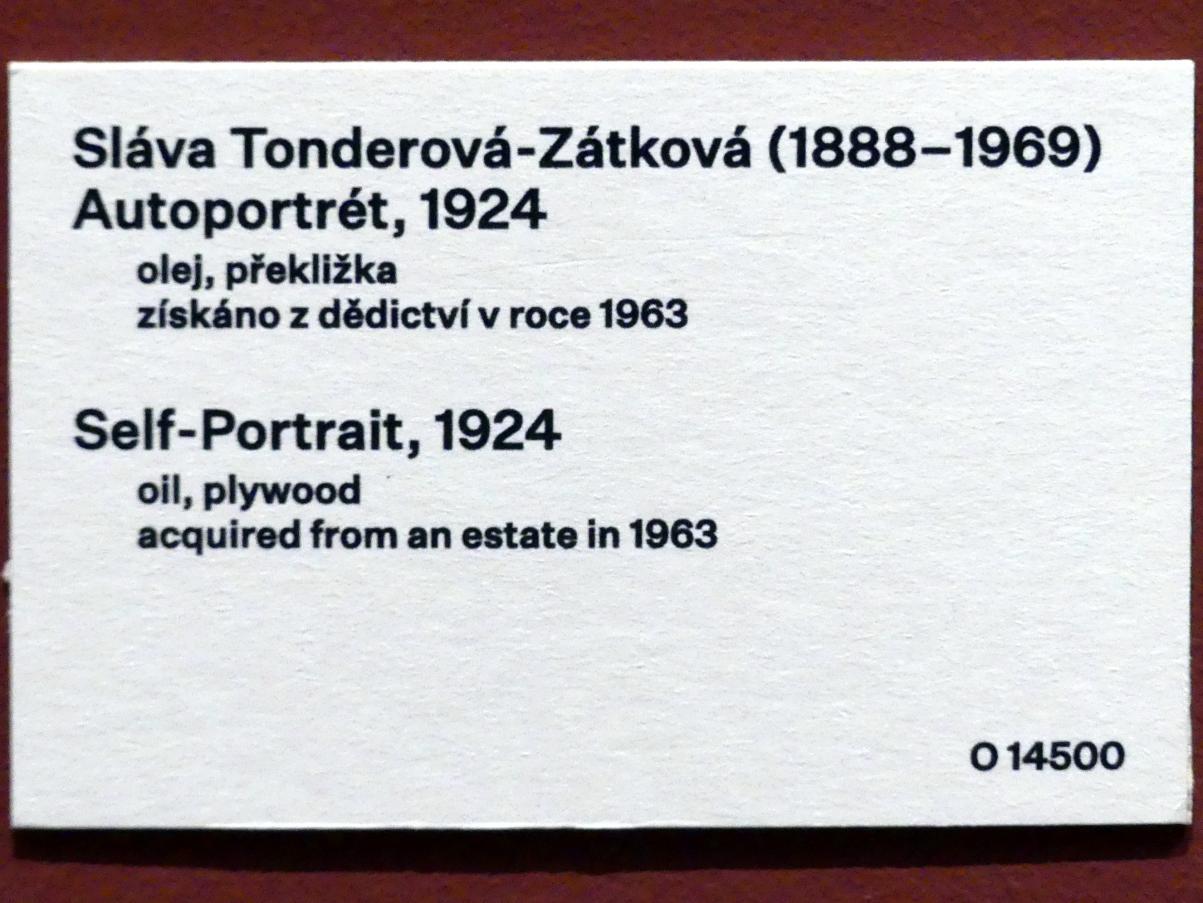 Sláva Tonderová-Zátková (1888–1969)
Autoportrét, 1924
olej, překližka
získáno z dědictví v roce 1963
Self-Portrait, 1924
oil, plywood
acquired from an estate in 1963
O 14500